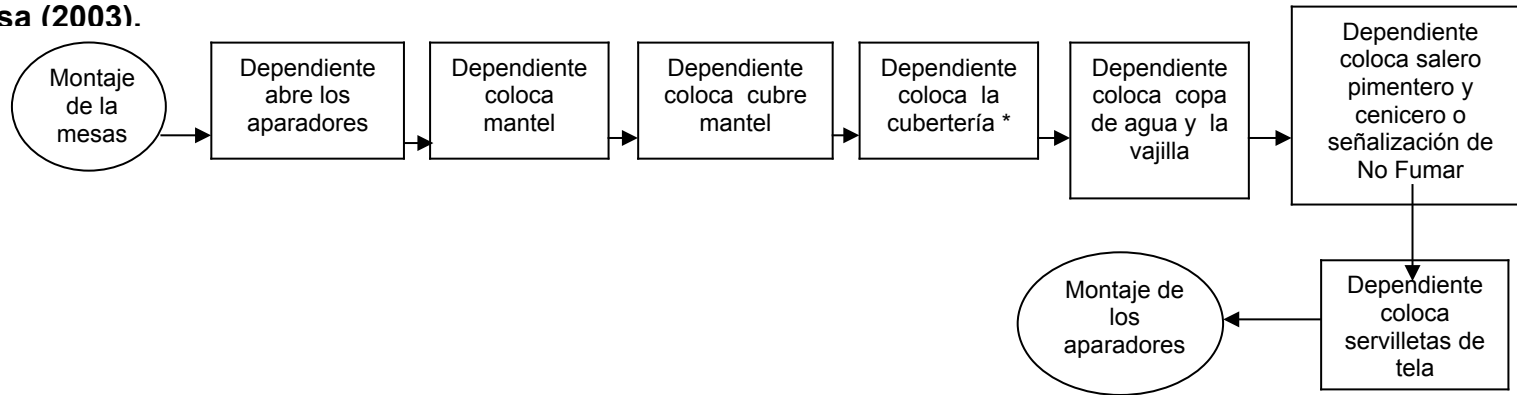 sa (2003).
Montaje
de la
mesas
Dependiente
abre los
aparadores
Dependiente
coloca
mantel
Dependiente
coloca cubre
mantel
Dependiente
coloca la
cubertería *
Dependiente
coloca copa
de agua y la
vajilla
Dependiente
coloca salero
pimentero y
cenicero o
señalización de
No Fumar
Dependiente
coloca
servilletas de
tela
Montaje de
los
aparadores